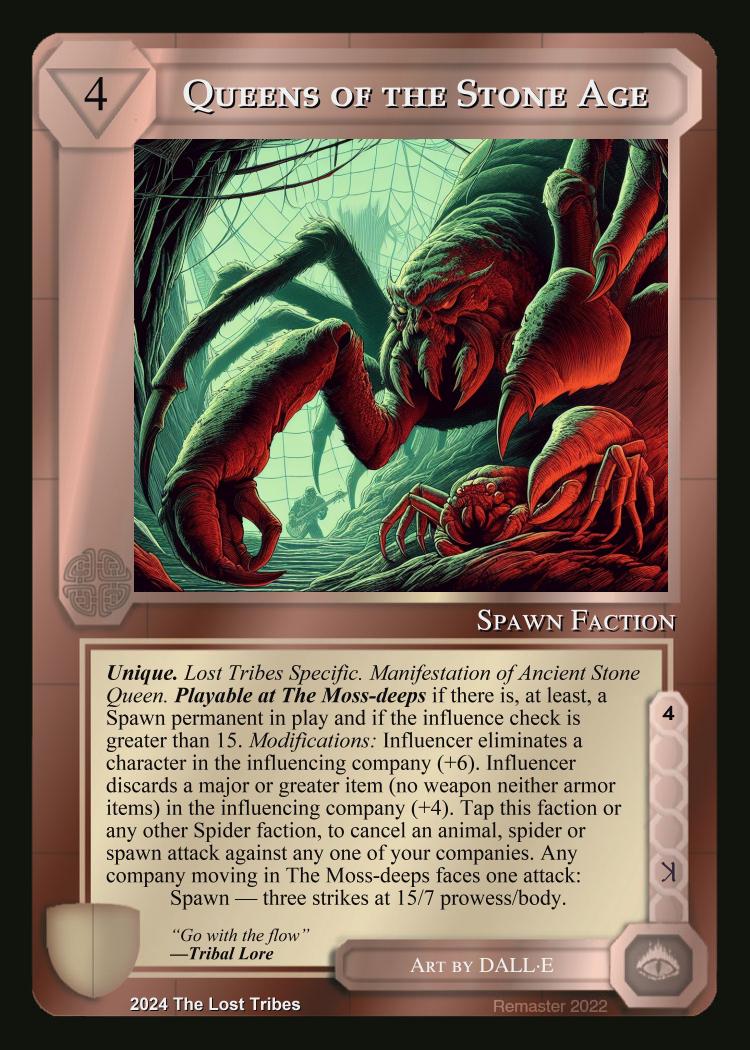 4
Queens of the Stone Age
Spawn Faction
Unique. Lost Tribes Specific. Manifestation of Ancient Stone
Queen. Playable at The Moss-deeps if there is, at least, a
Spawn permanent in play and if the influence check is
greater than 15. Modifications: Influencer eliminates a
character in the influencing company (+6). Influencer
discards a major or greater item (no weapon neither armor
items) in the influencing company (+4). Tap this faction or
any other Spider faction, to cancel an animal, spider or
spawn attack against any one of your companies. Any
company moving in The Moss-deeps faces one attack:
Spawn — three strikes at 15/7 prowess/body.
4
“Go with the flow”
—Tribal Lore
Art by DALL·E
2024 The Lost Tribes
Remaster 2022